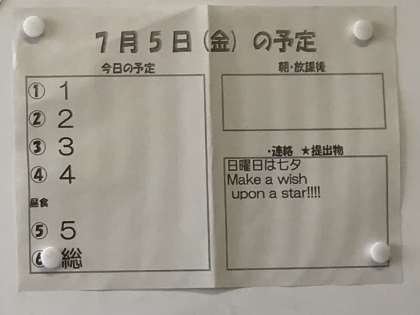 7月5日(金)の予定
今日の予定
① 1
② 2
③ 3
④ 4
昼食
⑤ 5
⑥ 総
朝・放課後
・連絡 ★提出物
日曜日は七夕
Make a wish
upon a star!!!!